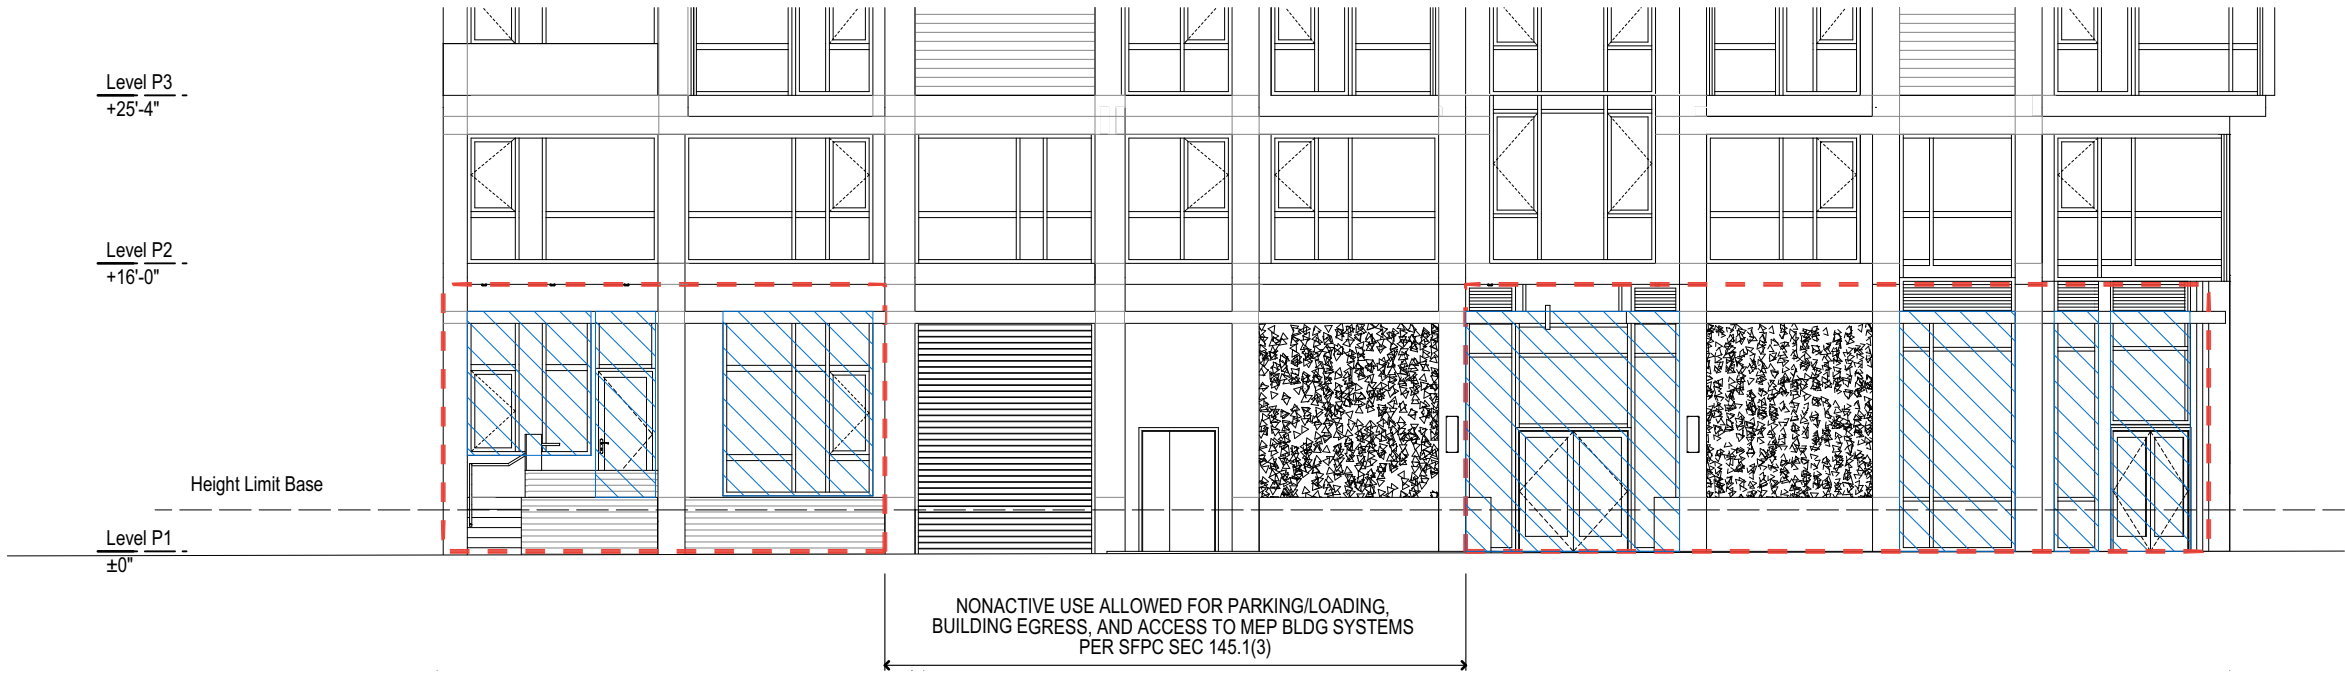 Level P3
+25'-4"
Level P2
+16'-0"
Height Limit Base
Level P1
±0"
NONACTIVE USE ALLOWED FOR PARKING/LOADING,
BUILDING EGRESS, AND ACCESS TO MEP BLDG SYSTEMS
PER SFPC SEC 145.1(3)